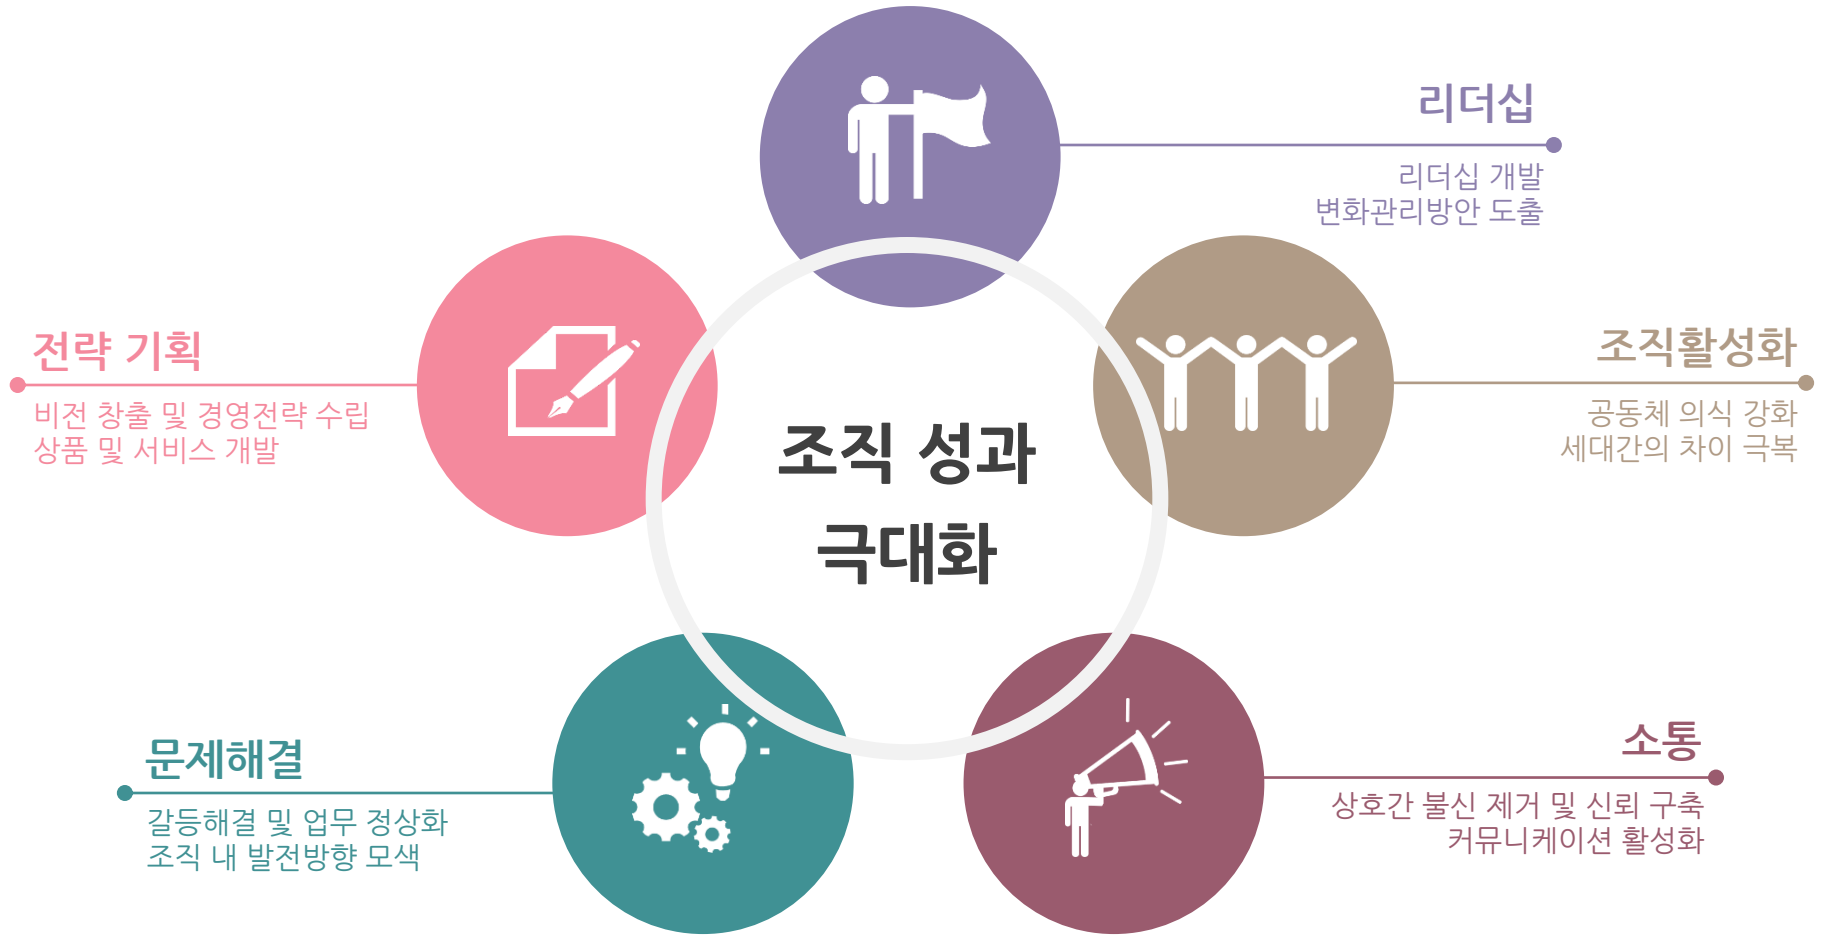 리더십
리더십 개발
변화관리방안 도출
전략 기획
비전 창출 및 경영전략 수립
상품 및 서비스 개발
조직활성화
공동체 의식 강화
세대간의 차이 극복
조직 성과
극대화
문제해결
갈등해결 및 업무 정상화
조직 내 발전방향 모색
소통
상호간 불신 제거 및 신뢰 구축
커뮤니케이션 활성화